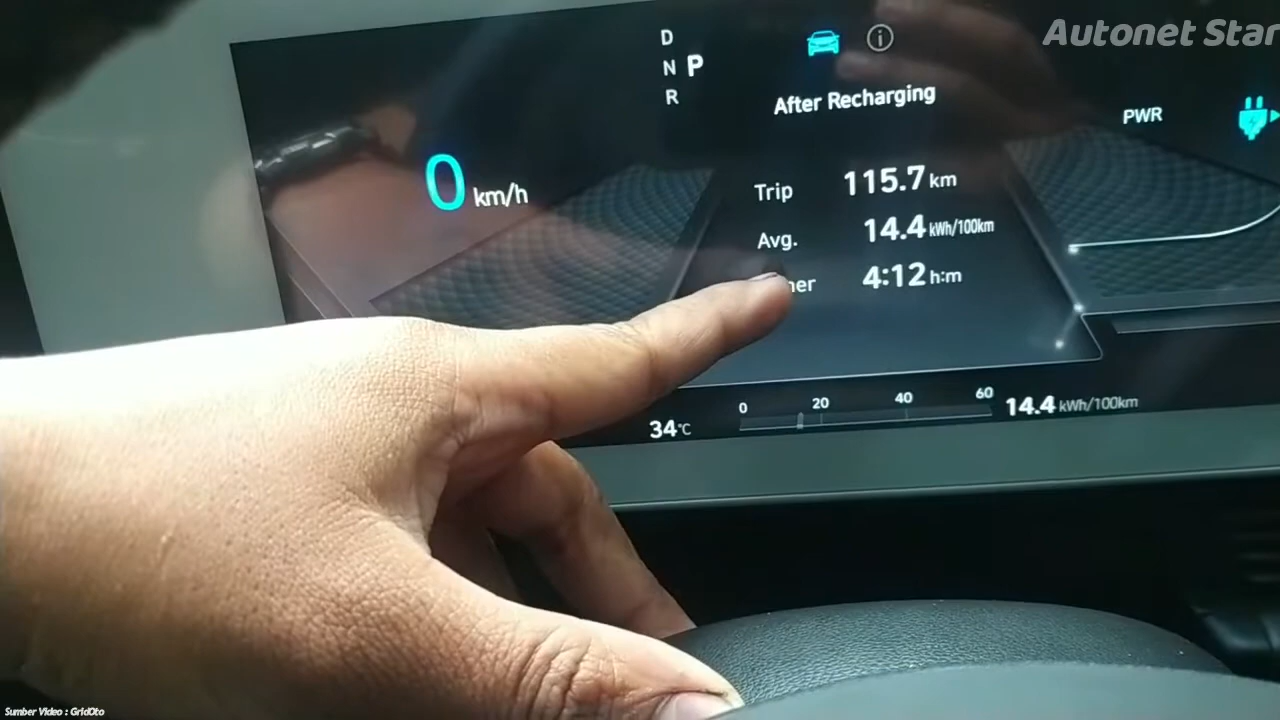 Autonet Star
D
N P
R
After Recharging
PWR
0 km/h
Trip 115.7 km
Avg. 14.4 kWh/100km
4:12 h:m
0 20 40 60
34°C
14.4 kWh/100km
Sumber Video : GridOto